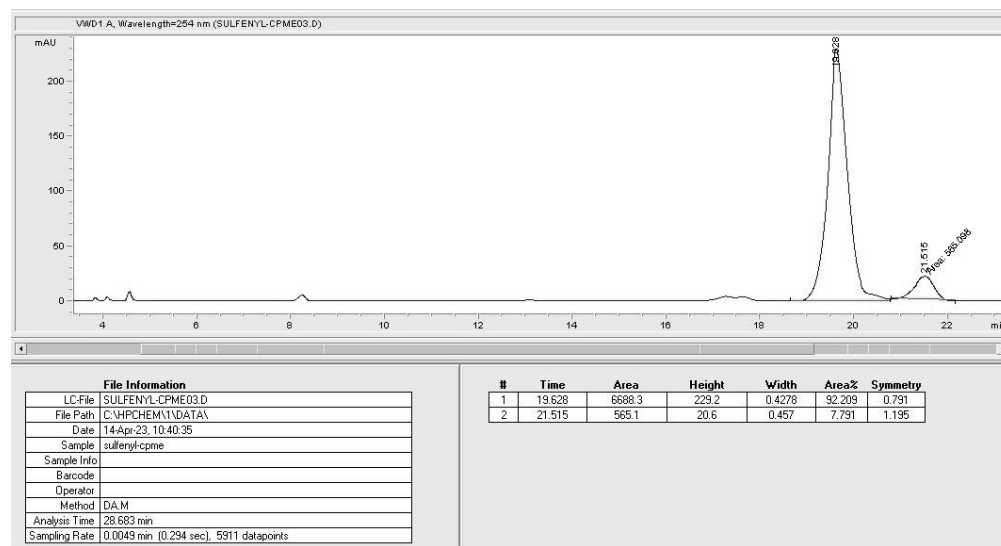 VWD1 A, Wavelength=254 nm (SULFENYL-CPME03.D)
mAU
200
150
100
50
0
19.628
21.515
Area: 565.098
4 6 8 10 12 14 16 18 20 22 mi
File Information
LC-File SULFENYL-CPME03.D
File Path C:\HPCHEM\1\DATA\
Date 14-Apr-23, 10:40:35
Sample sulfenyl-cpme
Sample Info
Barcode
Operator
Method DA.M
Analysis Time 28.683 min
Sampling Rate 0.0049 min (0.294 sec), 5911 datapoints
# Time Area Height Width Area% Symmetry
1 19.628 6688.3 229.2 0.4278 92.209 0.791
2 21.515 565.1 20.6 0.457 7.791 1.195